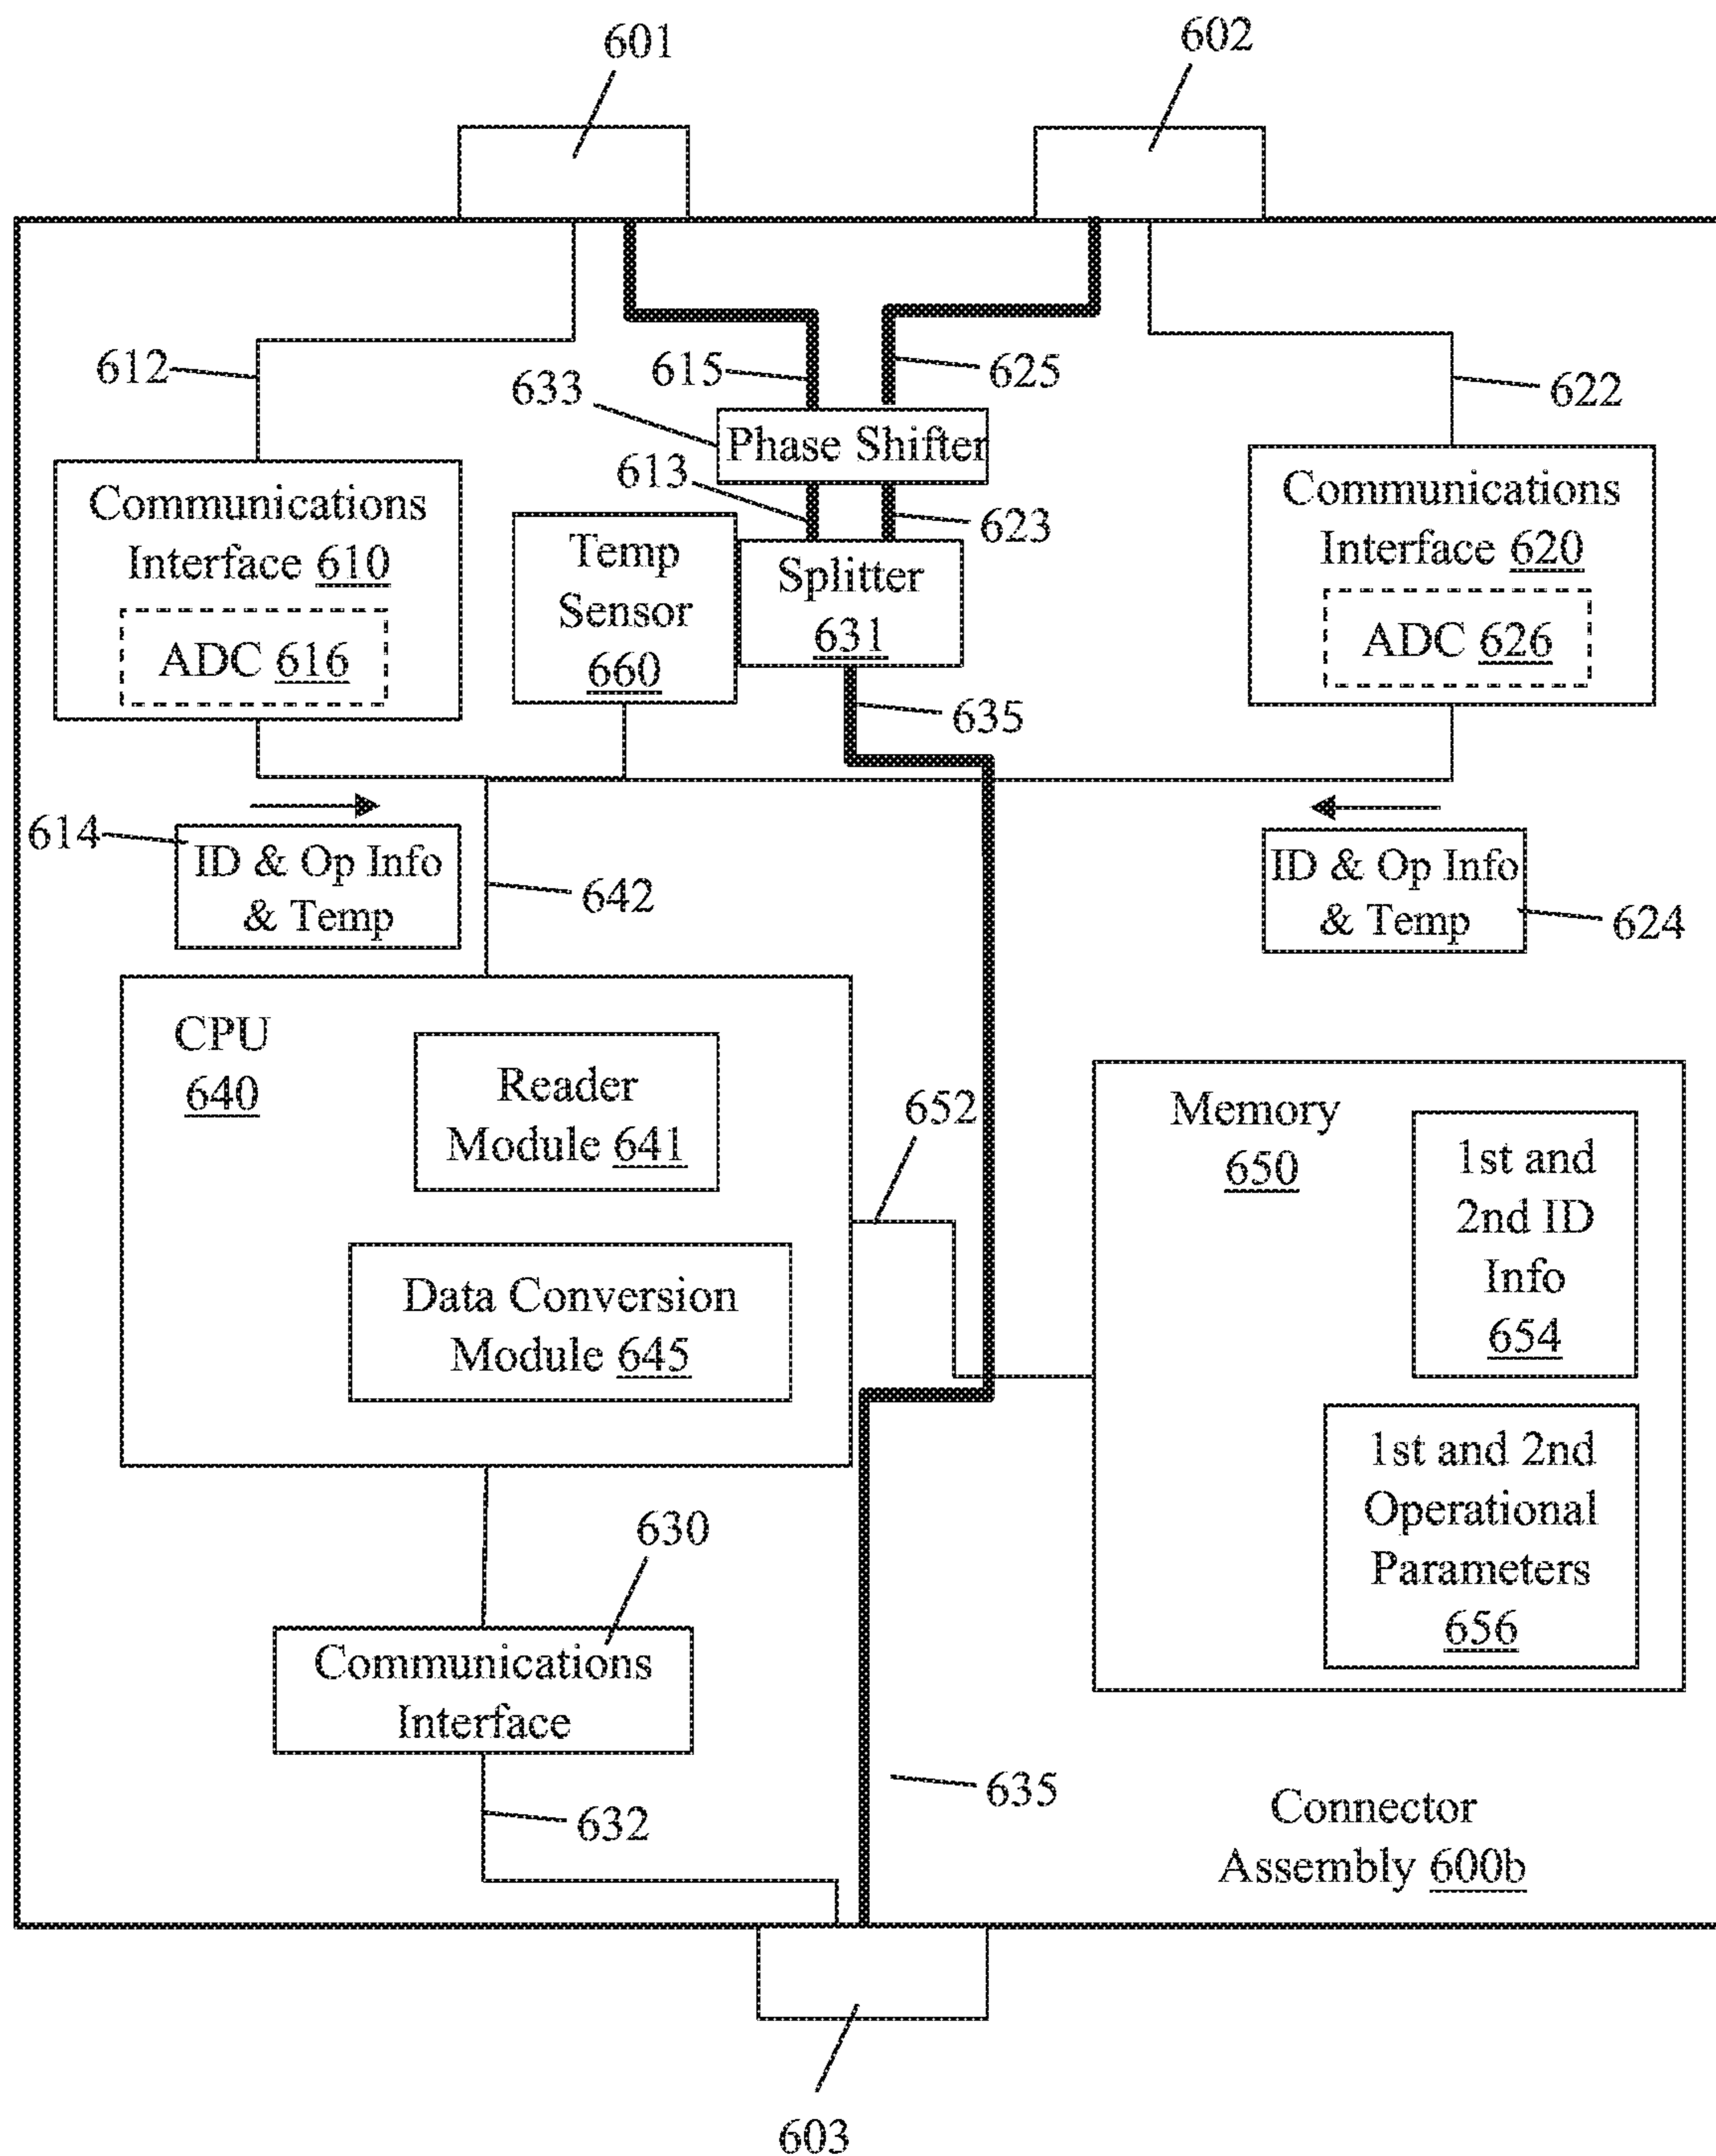 601
602
612
615
625
622
633
Phase Shifter
613
623
Communications
Interface 610
ADC 616
Temp
Sensor
660
Splitter
631
Communications
Interface 620
ADC 626
635
614
ID & Op Info
& Temp
642
ID & Op Info
& Temp
624
CPU
640
Reader
Module 641
Data Conversion
Module 645
652
Memory
650
1st and
2nd ID
Info
654
1st and 2nd
Operational
Parameters
656
630
Communications
Interface
632
635
Connector
Assembly 600b
603